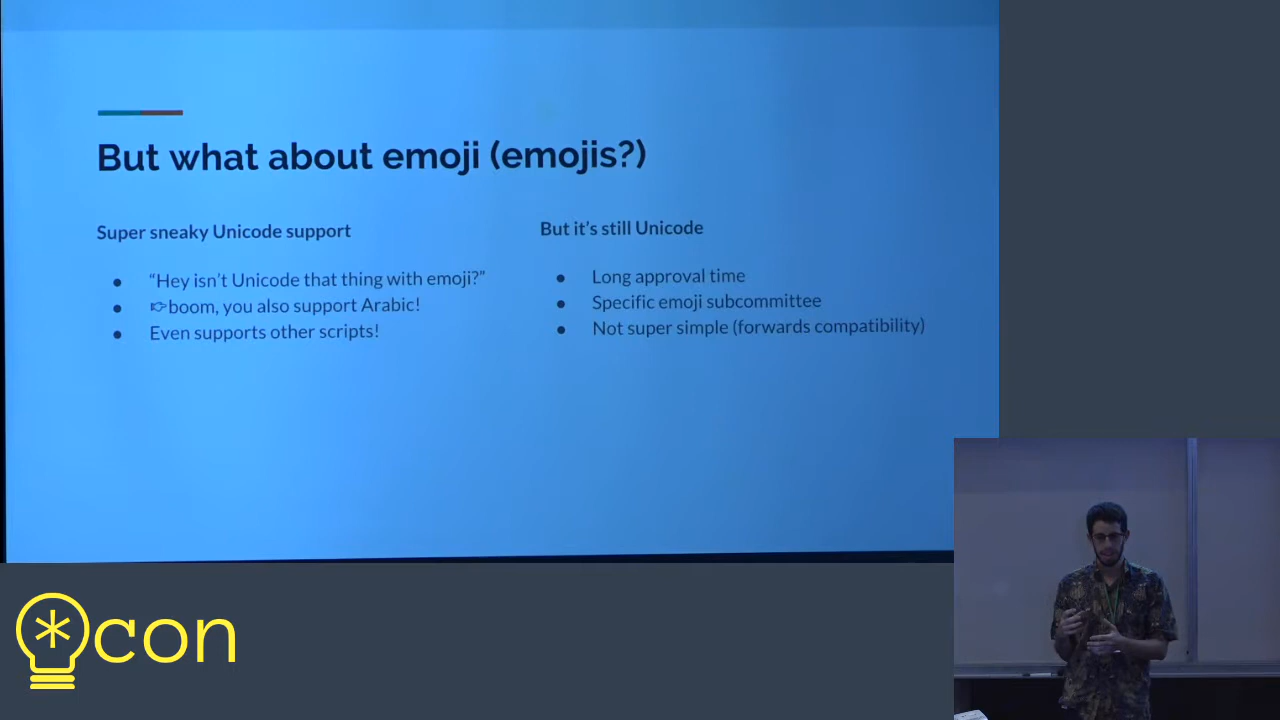 But what about emoji (emojis?)
Super sneaky Unicode support
● “Hey isn’t Unicode that thing with emoji?”
● 👉boom, you also support Arabic!
● Even supports other scripts!
But it’s still Unicode
● Long approval time
● Specific emoji subcommittee
● Not super simple (forwards compatibility)
*con